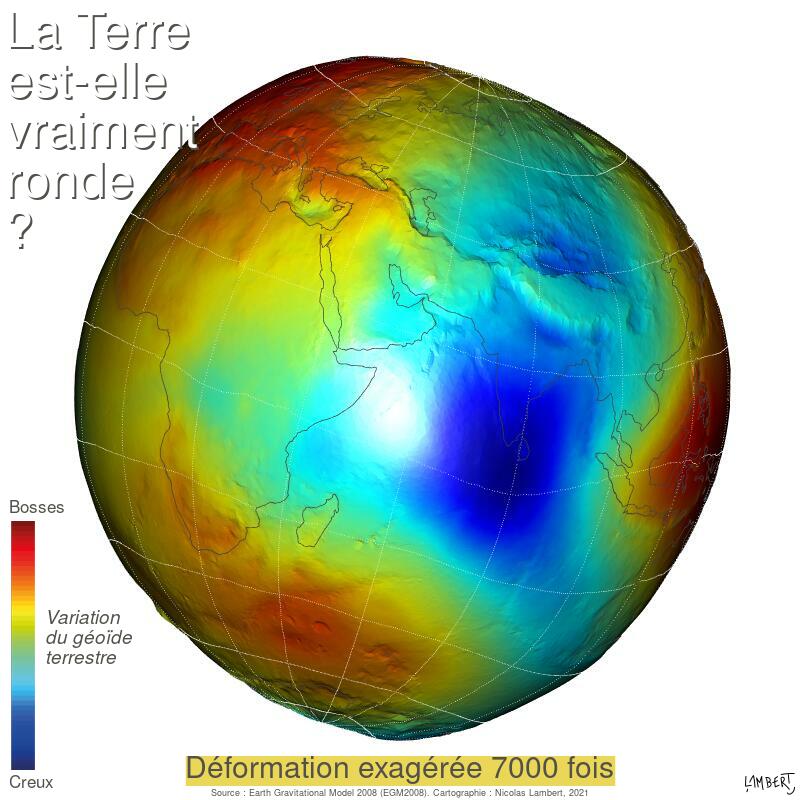 La Terre
est-elle
vraiment
ronde
?
Bosses
Variation
du géoïde
terrestre
Creux
Déformation exagérée 7000 fois
Source : Earth Gravitational Model 2008 (EGM2008). Cartographie : Nicolas Lambert, 2021
LAMBERT